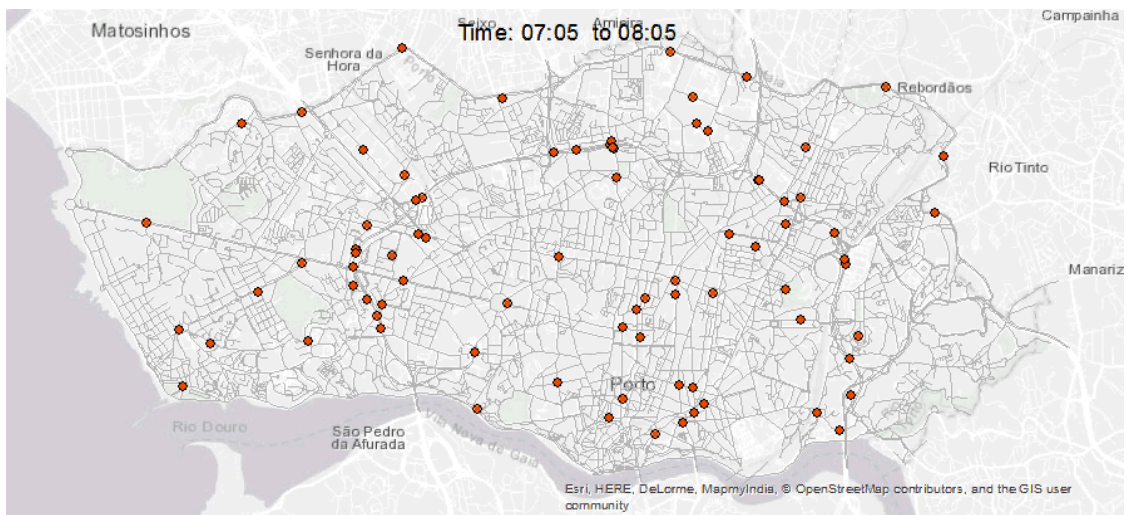 Campainha
Seixo
Amieira
Time: 07:05 to 08:05
Matosinhos
Senhora da
Hora
Porto
Maia
Rebordãos
Rio Tinto
Manariz
Porto
Rio Douro
São Pedro
da Afurada
Vila Nova de Gaia
Esri, HERE, DeLorme, MapmyIndia, © OpenStreetMap contributors, and the GIS user
community